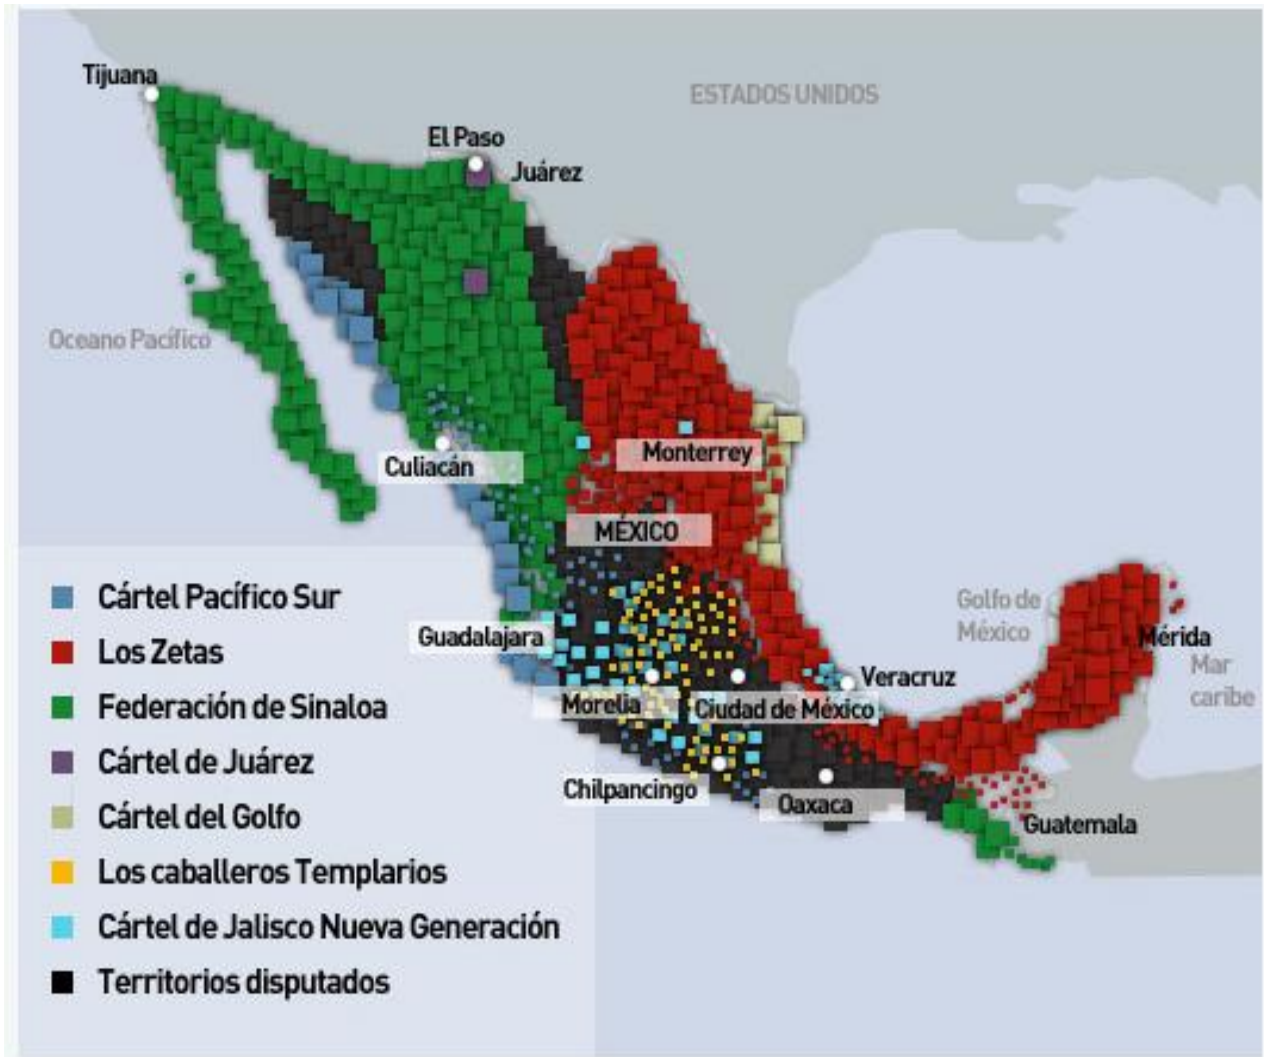 Tijuana
ESTADOS UNIDOS
El Paso
Juárez
Oceano Pacífico
Monterrey
Culiacán
MÉXICO
Golfo de
México
Mérida
Mar
caribe
Guadalajara
Veracruz
Morelia
Ciudad de México
Chilpancingo
Oaxaca
Guatemala
Cártel Pacífico Sur
Los Zetas
Federación de Sinaloa
Cártel de Juárez
Cártel del Golfo
Los caballeros Templarios
Cártel de Jalisco Nueva Generación
Territorios disputados